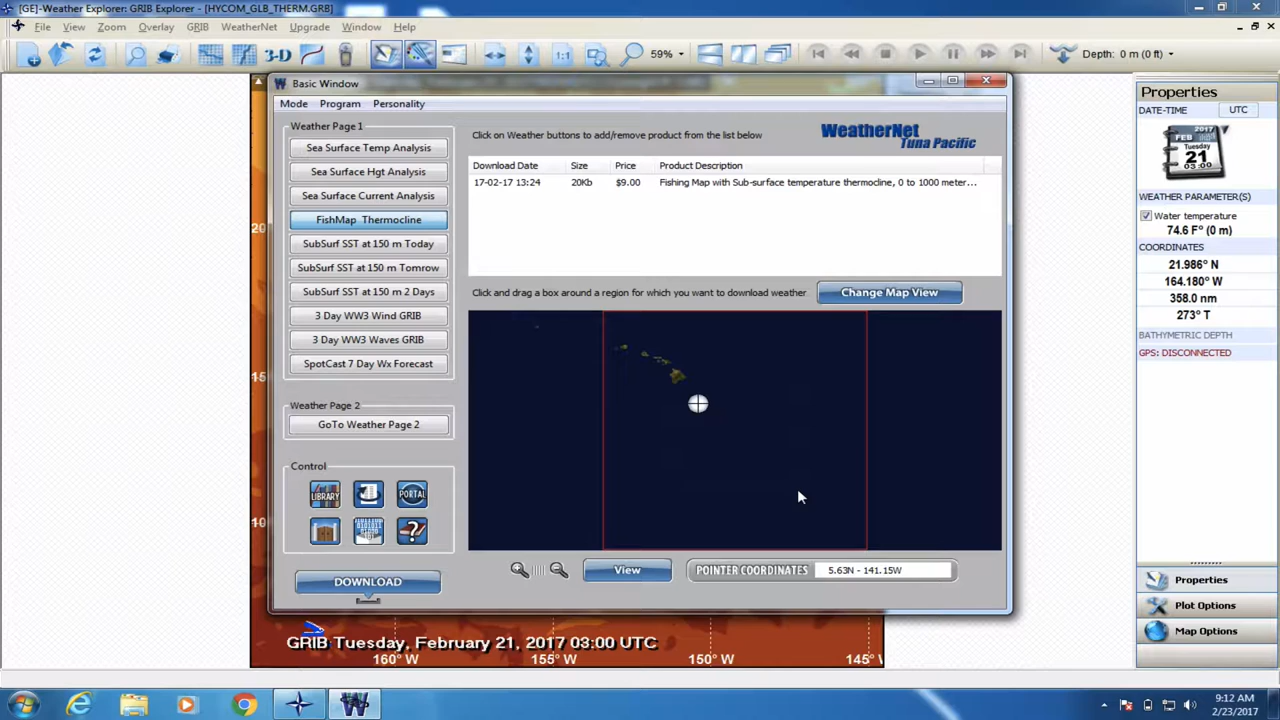 [GE]-Weather Explorer: GRIB Explorer - [HYCOM_GLB_THERM.GRB]
File View Zoom Overlay GRIB WeatherNet Upgrade Window Help
3-D 1:1 59% Depth: 0 m (0 ft)
Basic Window
Mode Program Personality
Weather Page 1
Sea Surface Temp Analysis
Sea Surface Hgt Analysis
Sea Surface Current Analysis
FishMap Thermocline
SubSurf SST at 150 m Today
SubSurf SST at 150 m Tomrow
SubSurf SST at 150 m 2 Days
3 Day WW3 Wind GRIB
3 Day WW3 Waves GRIB
SpotCast 7 Day Wx Forecast
Weather Page 2
GoTo Weather Page 2
Control
LIBRARY
PORTAL
DOWNLOAD
Click on Weather buttons to add/remove product from the list below
WeatherNet
Tuna Pacific
Download Date Size Price Product Description
17-02-17 13:24 20Kb $9.00 Fishing Map with Sub-surface temperature thermocline, 0 to 1000 meter...
Click and drag a box around a region for which you want to download weather
Change Map View
View
POINTER COORDINATES 5.63N - 141.15W
Properties
DATE-TIME UTC
FEB 2017
Tuesday
21
03:00
WEATHER PARAMETER(S)
Water temperature
74.6 F° (0 m)
COORDINATES
21.986° N
164.180° W
358.0 nm
273° T
BATHYMETRIC DEPTH
GPS: DISCONNECTED
Properties
Plot Options
Map Options
GRIB Tuesday, February 21, 2017 03:00 UTC
160° W 155° W 150° W 145° W
9:12 AM
2/23/2017